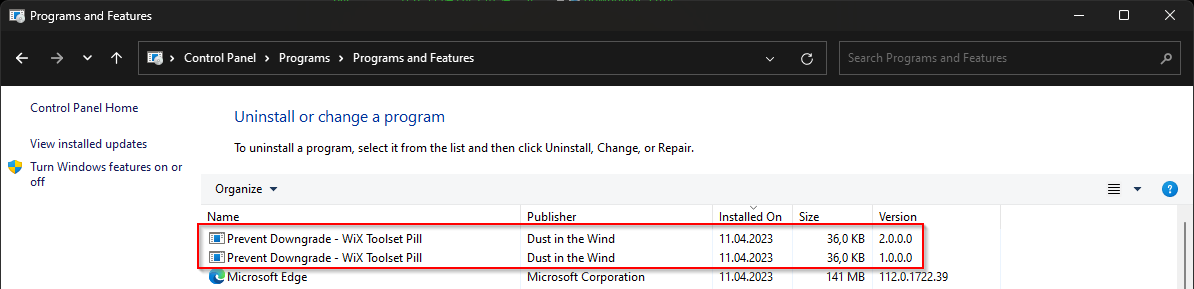 Programs and Features
Control Panel > Programs > Programs and Features
Search Programs and Features
Control Panel Home
View installed updates
Turn Windows features on or
off
Uninstall or change a program
To uninstall a program, select it from the list and then click Uninstall, Change, or Repair.
Organize
?
Name Publisher Installed On Size Version
Prevent Downgrade - WiX Toolset Pill Dust in the Wind 11.04.2023 36,0 KB 2.0.0.0
Prevent Downgrade - WiX Toolset Pill Dust in the Wind 11.04.2023 36,0 KB 1.0.0.0
Microsoft Edge Microsoft Corporation 11.04.2023 141 MB 112.0.1722.39